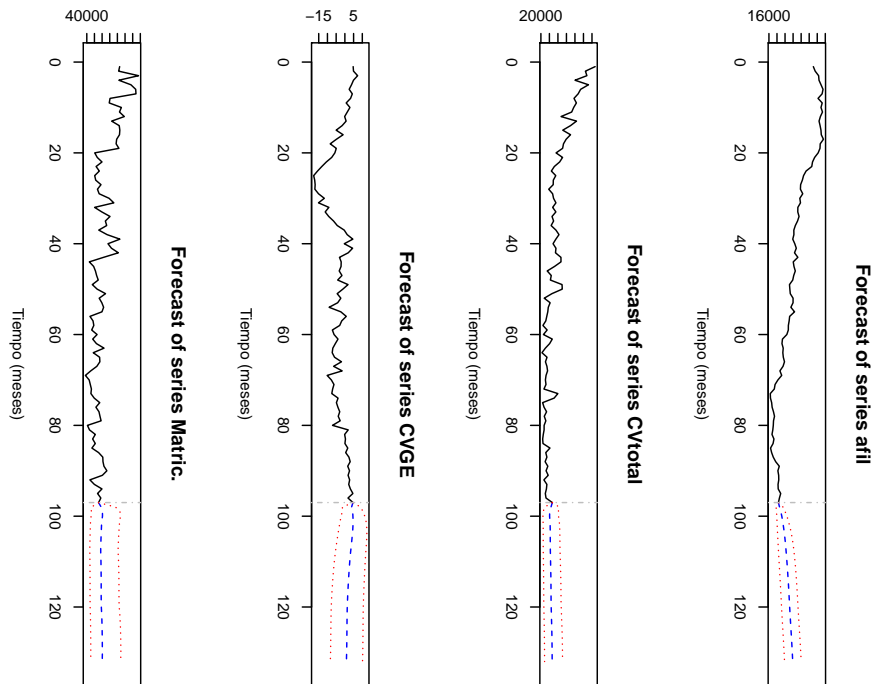 Forecast of series afil
16000
0 20 40 60 80 100 120
Tiempo (meses)
Forecast of series CVtotal
20000
0 20 40 60 80 100 120
Tiempo (meses)
Forecast of series CVGE
−15 5
0 20 40 60 80 100 120
Tiempo (meses)
Forecast of series Matric.
40000
0 20 40 60 80 100 120
Tiempo (meses)